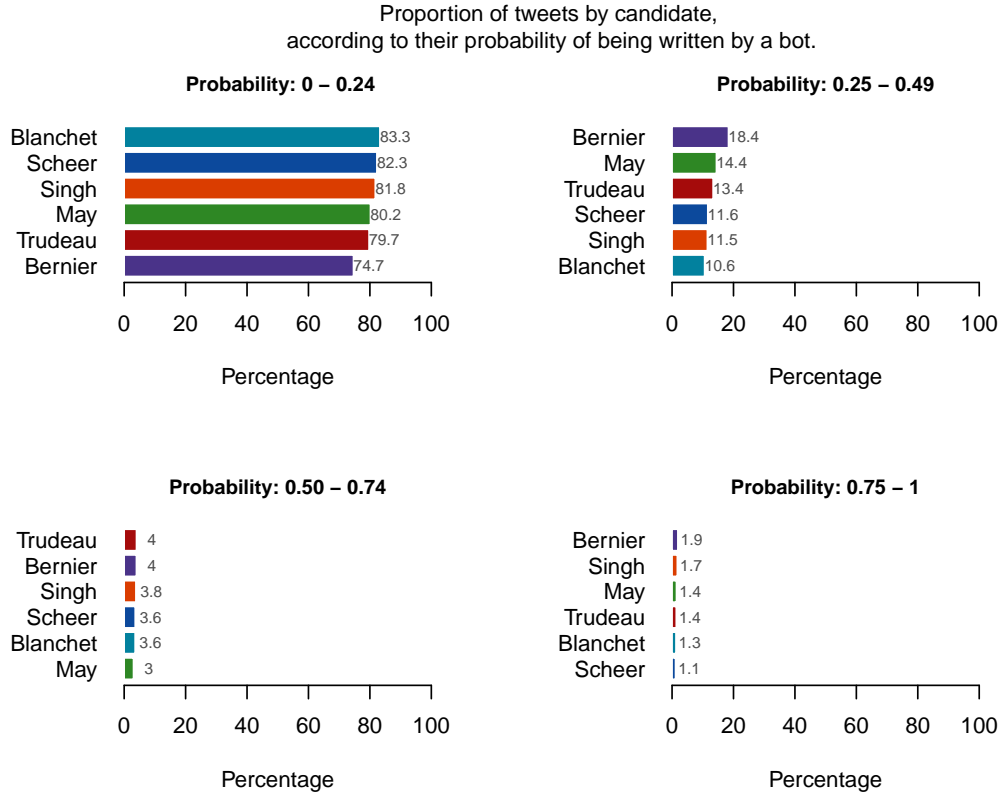 Proportion of tweets by candidate,
according to their probability of being written by a bot.
Probability: 0 − 0.24
Blanchet 83.3
Scheer 82.3
Singh 81.8
May 80.2
Trudeau 79.7
Bernier 74.7
0 20 40 60 80 100
Percentage
Probability: 0.25 − 0.49
Bernier 18.4
May 14.4
Trudeau 13.4
Scheer 11.6
Singh 11.5
Blanchet 10.6
0 20 40 60 80 100
Percentage
Probability: 0.50 − 0.74
Trudeau 4
Bernier 4
Singh 3.8
Scheer 3.6
Blanchet 3.6
May 3
0 20 40 60 80 100
Percentage
Probability: 0.75 − 1
Bernier 1.9
Singh 1.7
May 1.4
Trudeau 1.4
Blanchet 1.3
Scheer 1.1
0 20 40 60 80 100
Percentage